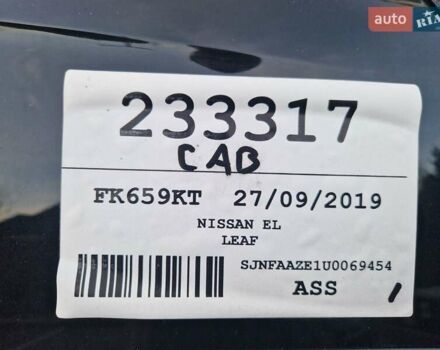 auto RIA
233317
CAB
FK659KT 27/09/2019
NISSAN EL
LEAF
SJNFAAZE1U0069454
ASS